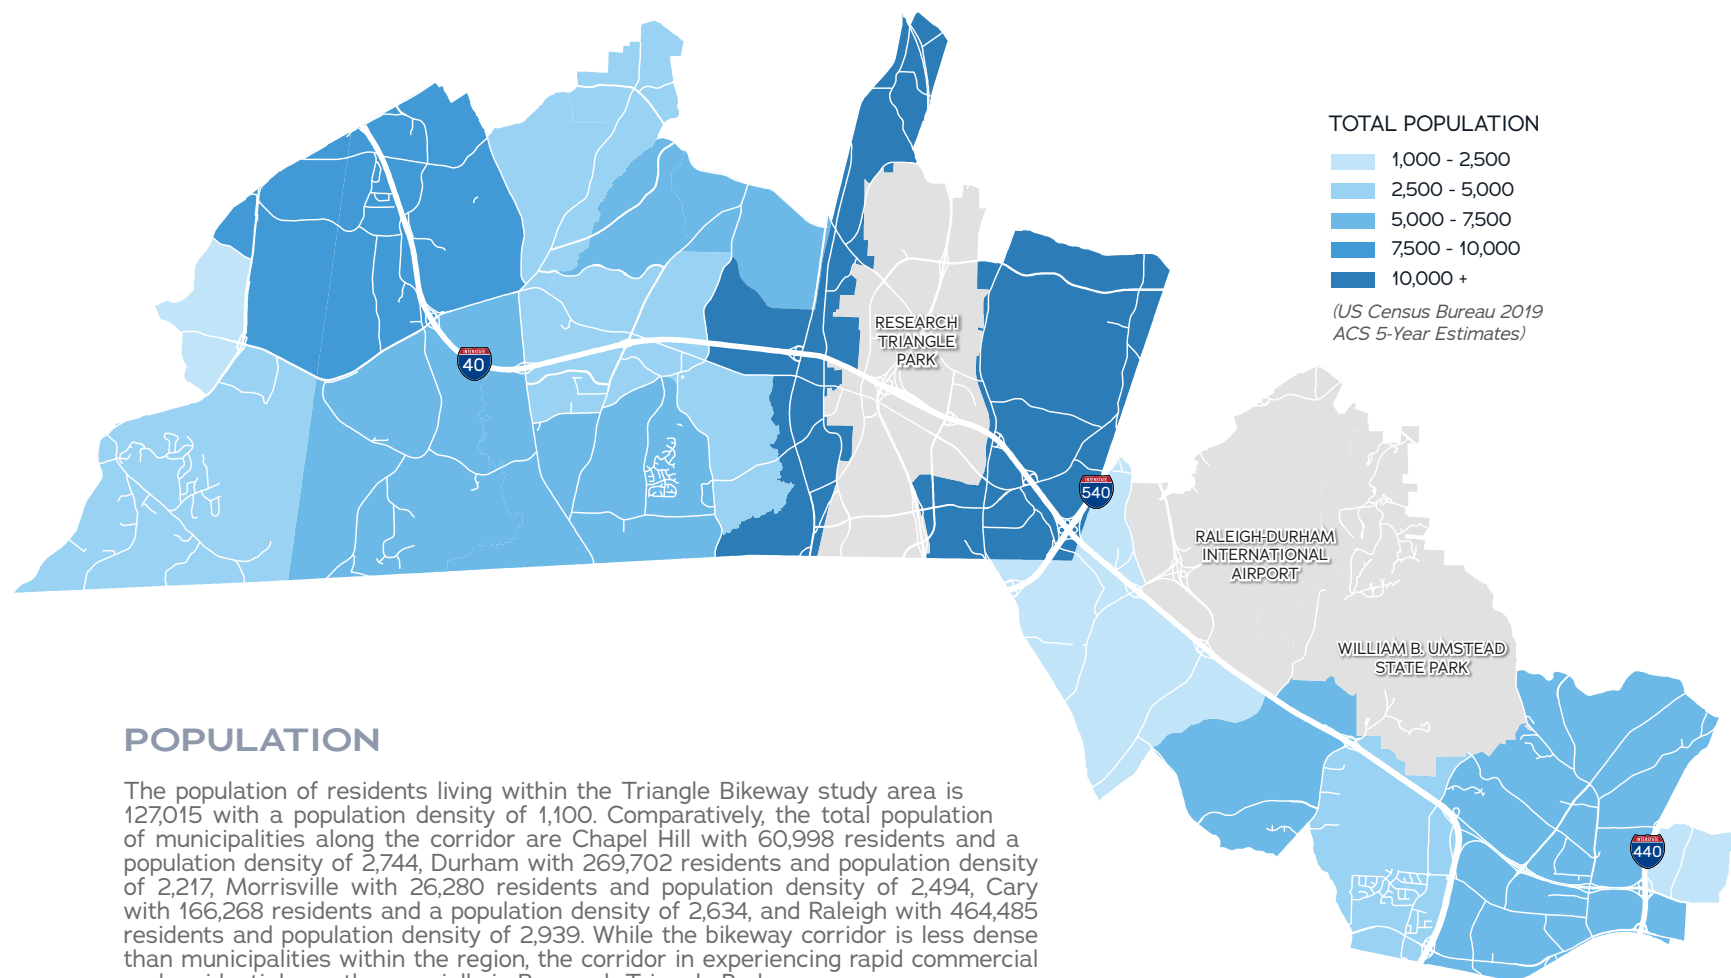 TOTAL POPULATION
1,000 - 2,500
2,500 - 5,000
5,000 - 7,500
7,500 - 10,000
10,000 +
(US Census Bureau 2019
ACS 5-Year Estimates)
RESEARCH
TRIANGLE
PARK
INTERSTATE
40
INTERSTATE
540
RALEIGH-DURHAM
INTERNATIONAL
AIRPORT
WILLIAM B. UMSTEAD
STATE PARK
INTERSTATE
440
POPULATION
The population of residents living within the Triangle Bikeway study area is
127,015 with a population density of 1,100. Comparatively, the total population
of municipalities along the corridor are Chapel Hill with 60,998 residents and a
population density of 2,744, Durham with 269,702 residents and population density
of 2,217, Morrisville with 26,280 residents and population density of 2,494, Cary
with 166,268 residents and a population density of 2,634, and Raleigh with 464,485
residents and population density of 2,939. While the bikeway corridor is less dense
than municipalities within the region, the corridor in experiencing rapid commercial